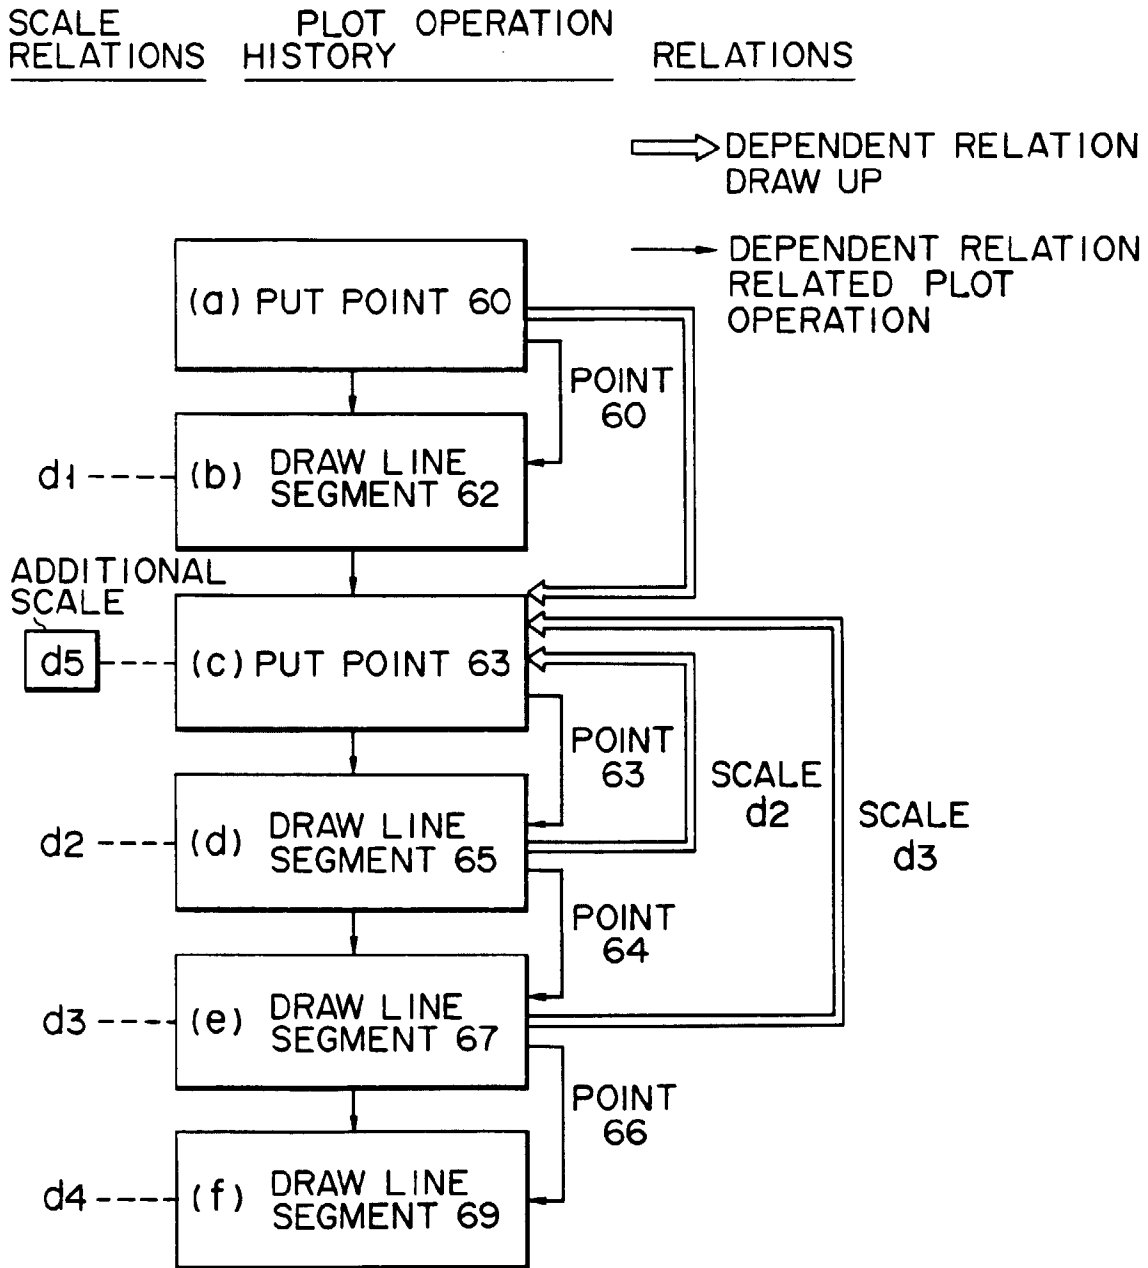 SCALE
RELATIONS
PLOT OPERATION
HISTORY
RELATIONS
DEPENDENT RELATION
DRAW UP
DEPENDENT RELATION
RELATED PLOT
OPERATION
(a) PUT POINT 60
POINT
60
d1
(b) DRAW LINE
SEGMENT 62
ADDITIONAL
SCALE
d5
(c) PUT POINT 63
POINT
63
SCALE
d2
SCALE
d3
d2
(d) DRAW LINE
SEGMENT 65
POINT
64
d3
(e) DRAW LINE
SEGMENT 67
POINT
66
d4
(f) DRAW LINE
SEGMENT 69